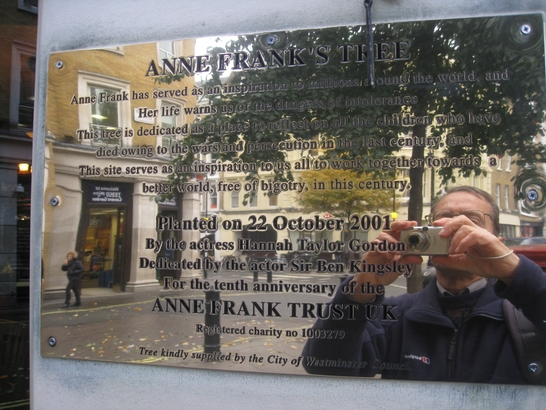 ANNE FRANK'S TREE
Anne Frank has served as an inspiration to millions around the world, and
Her life warns us of the dangers of intolerance
This tree is dedicated as a place to reflect on all the children who have
died owing to the wars and persecution in the last century, and
This site serves as an inspiration to us all to work together towards a
better world, free of bigotry, in this century.
Planted on 22 October 2001
By the actress Hannah Taylor Gordon
Dedicated by the actor Sir Ben Kingsley
For the tenth anniversary of the
ANNE FRANK TRUST UK
Registered charity no 1003279
Tree kindly supplied by the City of Westminster Council